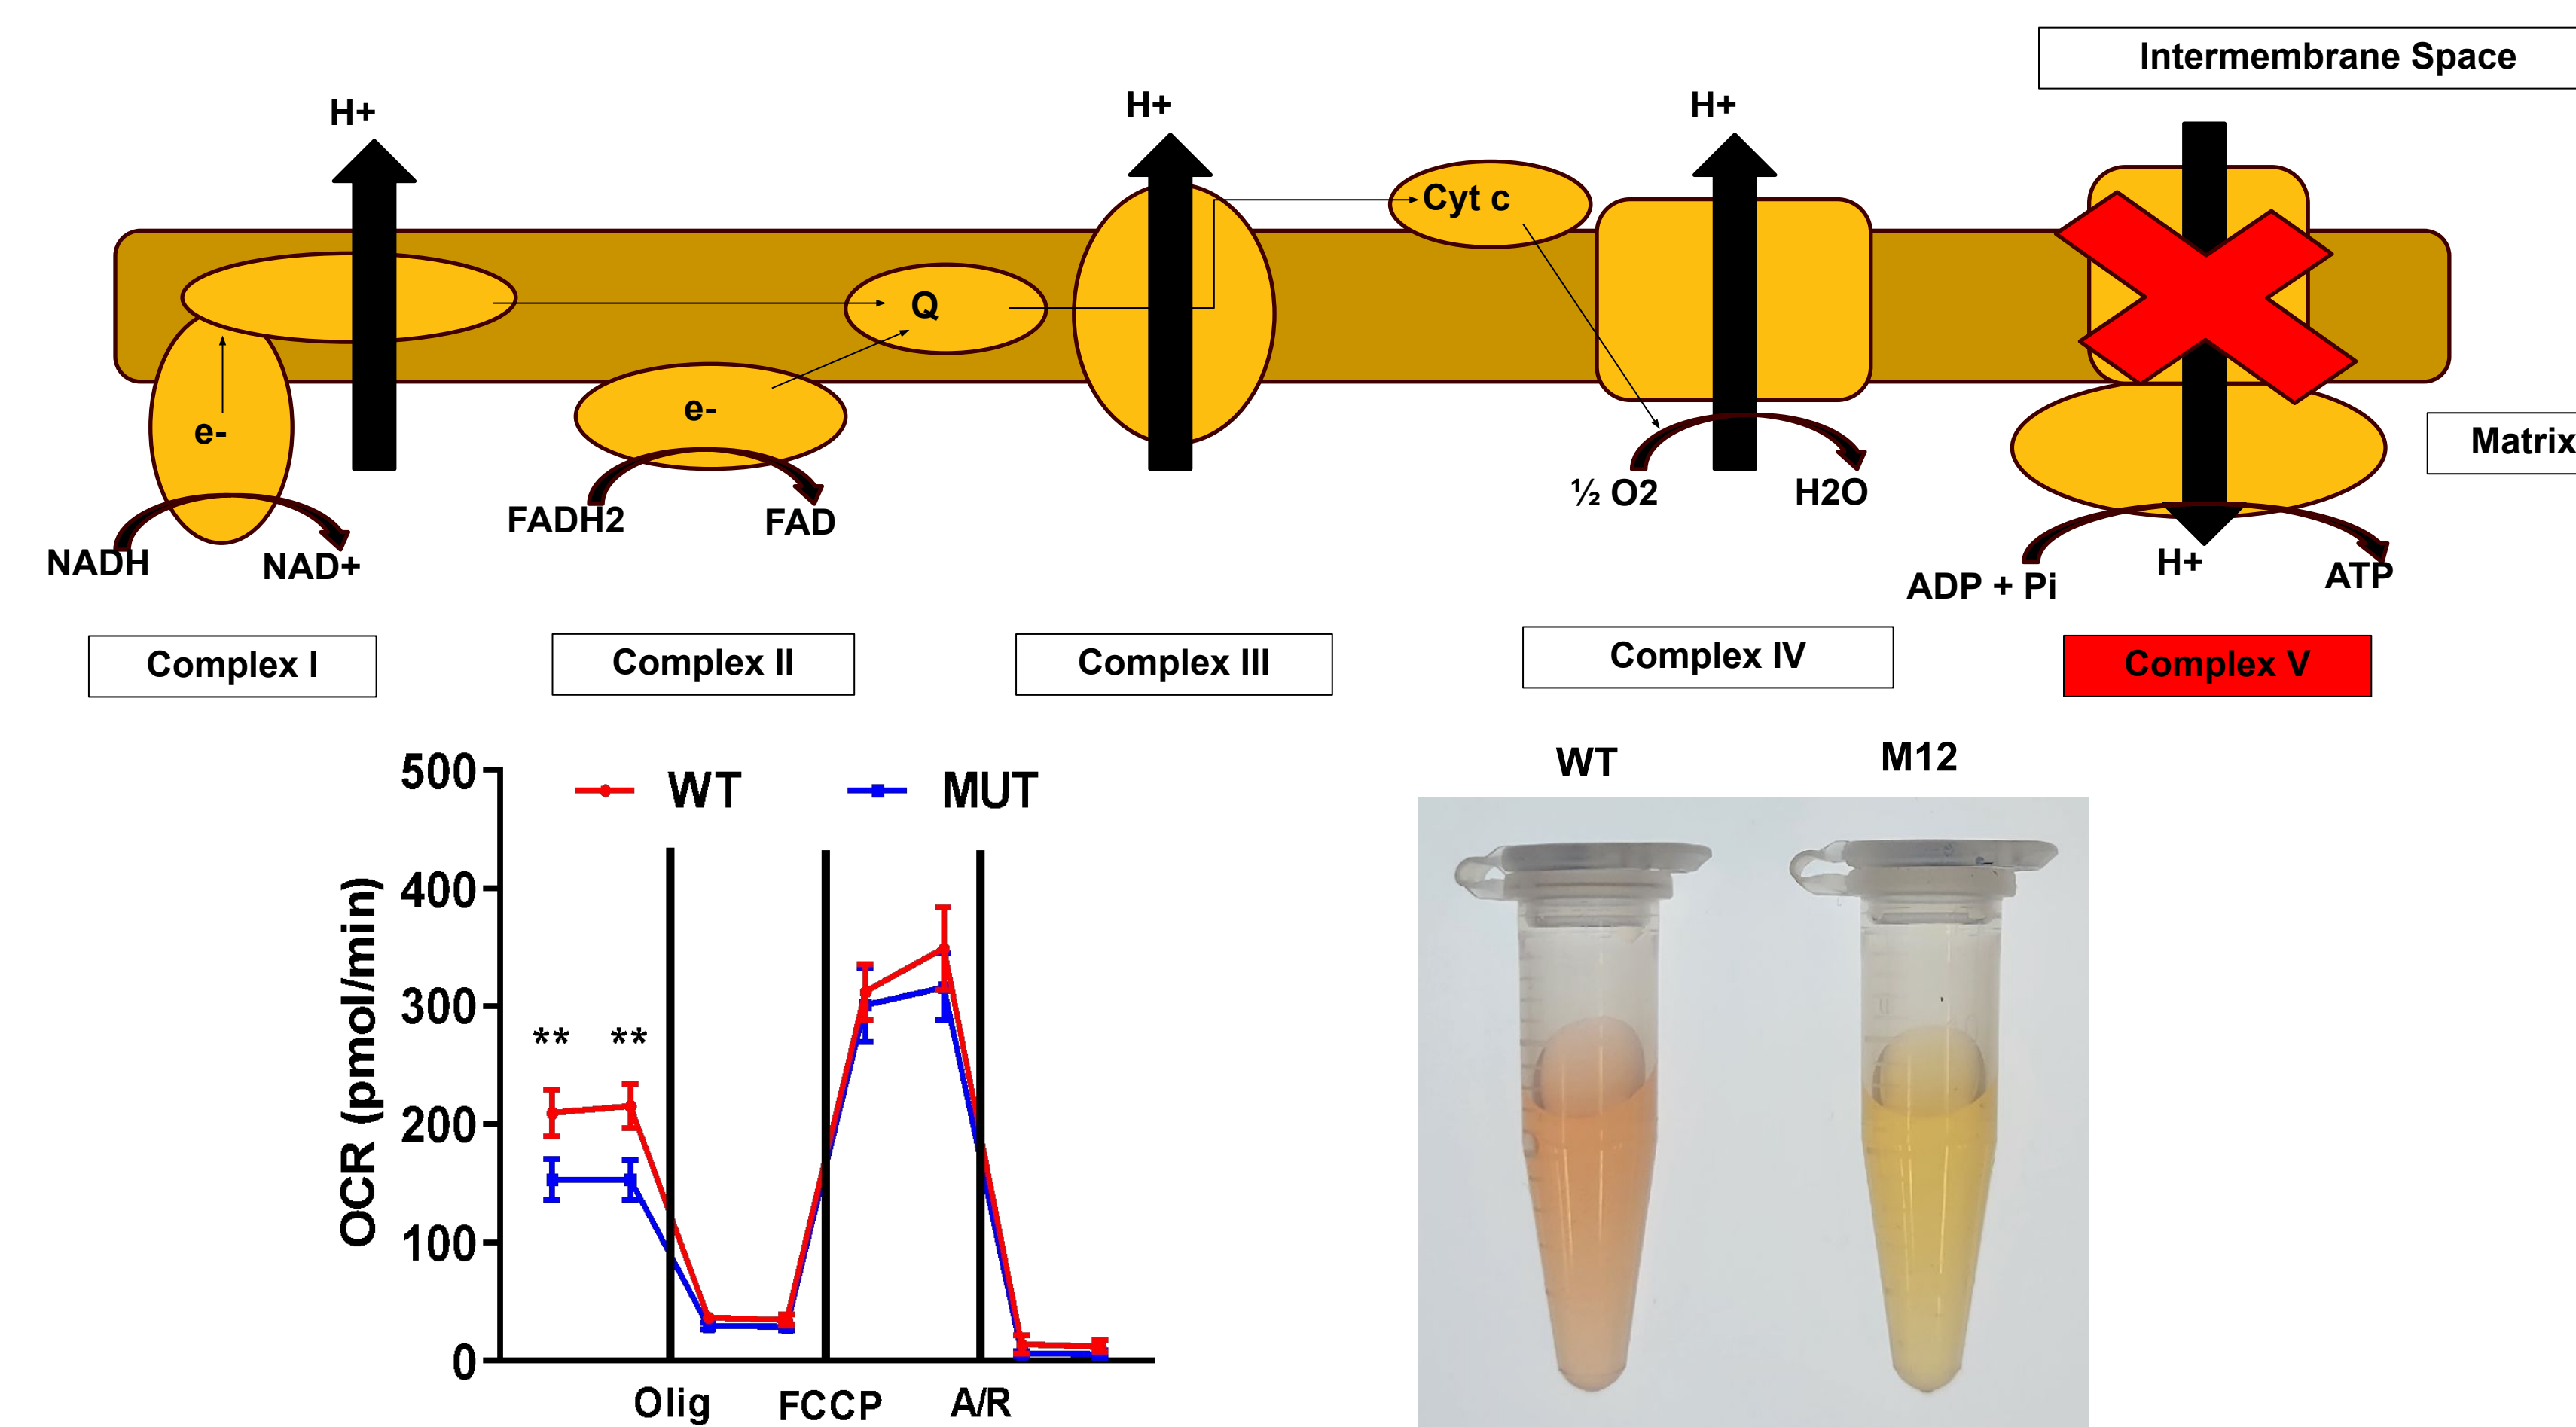 Intermembrane Space
H+
H+
H+
Cyt c
Q
e-
e-
Matrix
NADH
NAD+
FADH2
FAD
½ O2
H2O
ADP + Pi
H+
ATP
Complex I
Complex II
Complex III
Complex IV
Complex V
500
400
300
200
100
0
OCR (pmol/min)
WT
MUT
**
**
Olig
FCCP
A/R
WT
M12